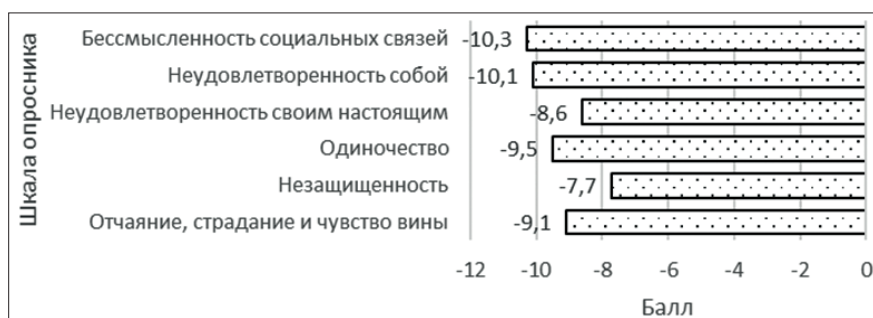 Шкала опросника
Бессмысленность социальных связей -10,3
Неудовлетворенность собой -10,1
Неудовлетворенность своим настоящим -8,6
Одиночество -9,5
Незащищенность -7,7
Отчаяние, страдание и чувство вины -9,1
-12 -10 -8 -6 -4 -2 0
Балл